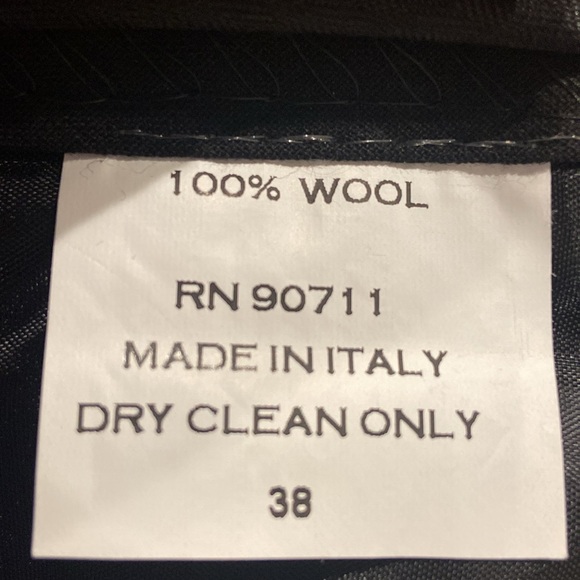 100% WOOL
RN 90711
MADE IN ITALY
DRY CLEAN ONLY
38